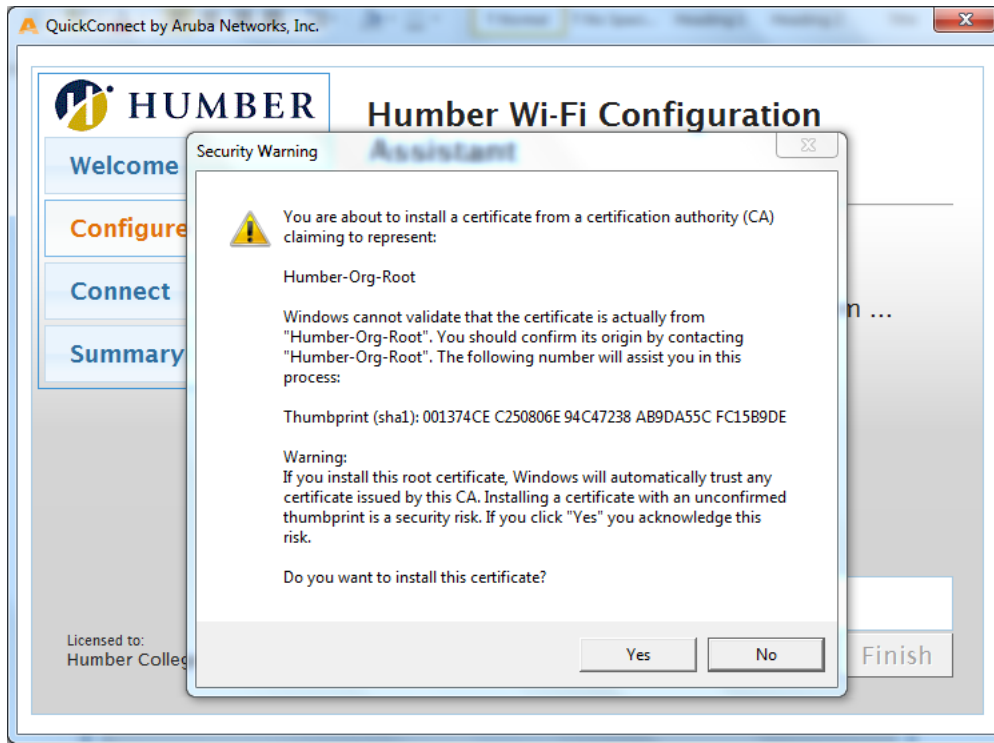 QuickConnect by Aruba Networks, Inc.
HUMBER
Humber Wi-Fi Configuration
Assistant
Welcome
Configure
Connect
Summary
Security Warning
You are about to install a certificate from a certification authority (CA)
claiming to represent:
Humber-Org-Root
Windows cannot validate that the certificate is actually from
"Humber-Org-Root". You should confirm its origin by contacting
"Humber-Org-Root". The following number will assist you in this
process:
Thumbprint (sha1): 001374CE C250806E 94C47238 AB9DA55C FC15B9DE
Warning:
If you install this root certificate, Windows will automatically trust any
certificate issued by this CA. Installing a certificate with an unconfirmed
thumbprint is a security risk. If you click "Yes" you acknowledge this
risk.
Do you want to install this certificate?
Yes
No
n ...
Licensed to:
Humber Colleg
Finish